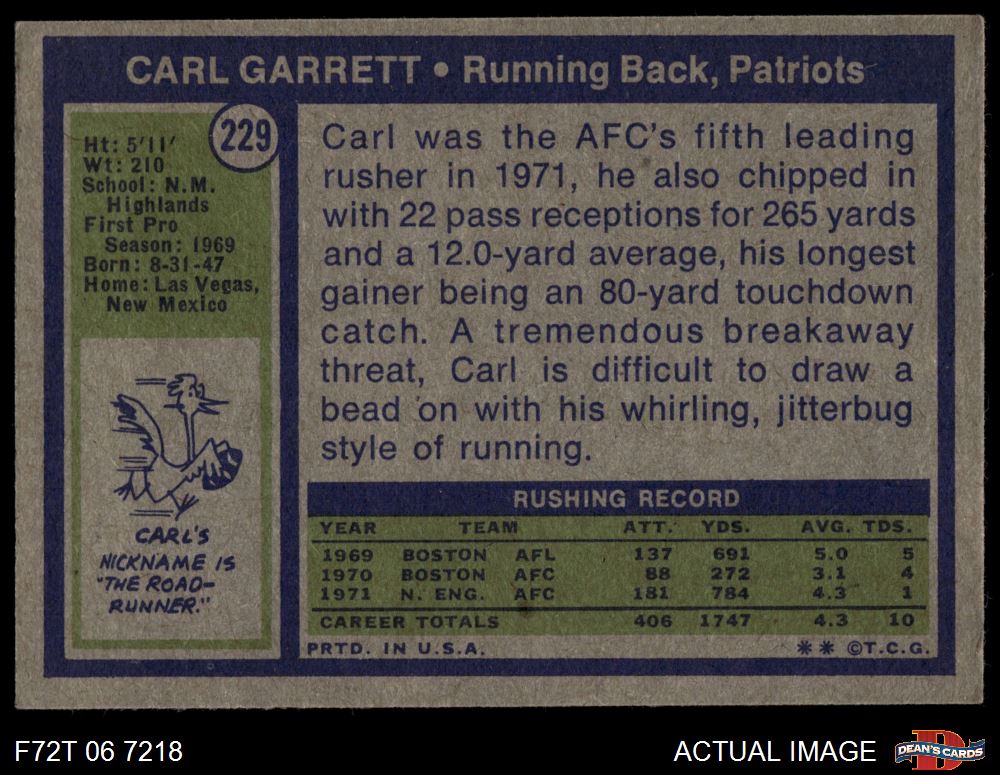 CARL GARRETT • Running Back, Patriots
229
Ht: 5'11'
Wt: 210
School: N.M.
Highlands
First Pro
Season: 1969
Born: 8-31-47
Home: Las Vegas,
New Mexico
CARL'S
NICKNAME IS
"THE ROAD-
RUNNER."
Carl was the AFC's fifth leading
rusher in 1971, he also chipped in
with 22 pass receptions for 265 yards
and a 12.0-yard average, his longest
gainer being an 80-yard touchdown
catch. A tremendous breakaway
threat, Carl is difficult to draw a
bead on with his whirling, jitterbug
style of running.
RUSHING RECORD
YEAR TEAM ATT. YDS. AVG. TDS.
1969 BOSTON AFL 137 691 5.0 5
1970 BOSTON AFC 88 272 3.1 4
1971 N. ENG. AFC 181 784 4.3 1
CAREER TOTALS 406 1747 4.3 10
PRTD. IN U.S.A. ** ©T.C.G.
F72T 06 7218 ACTUAL IMAGE D DEAN'S CARDS